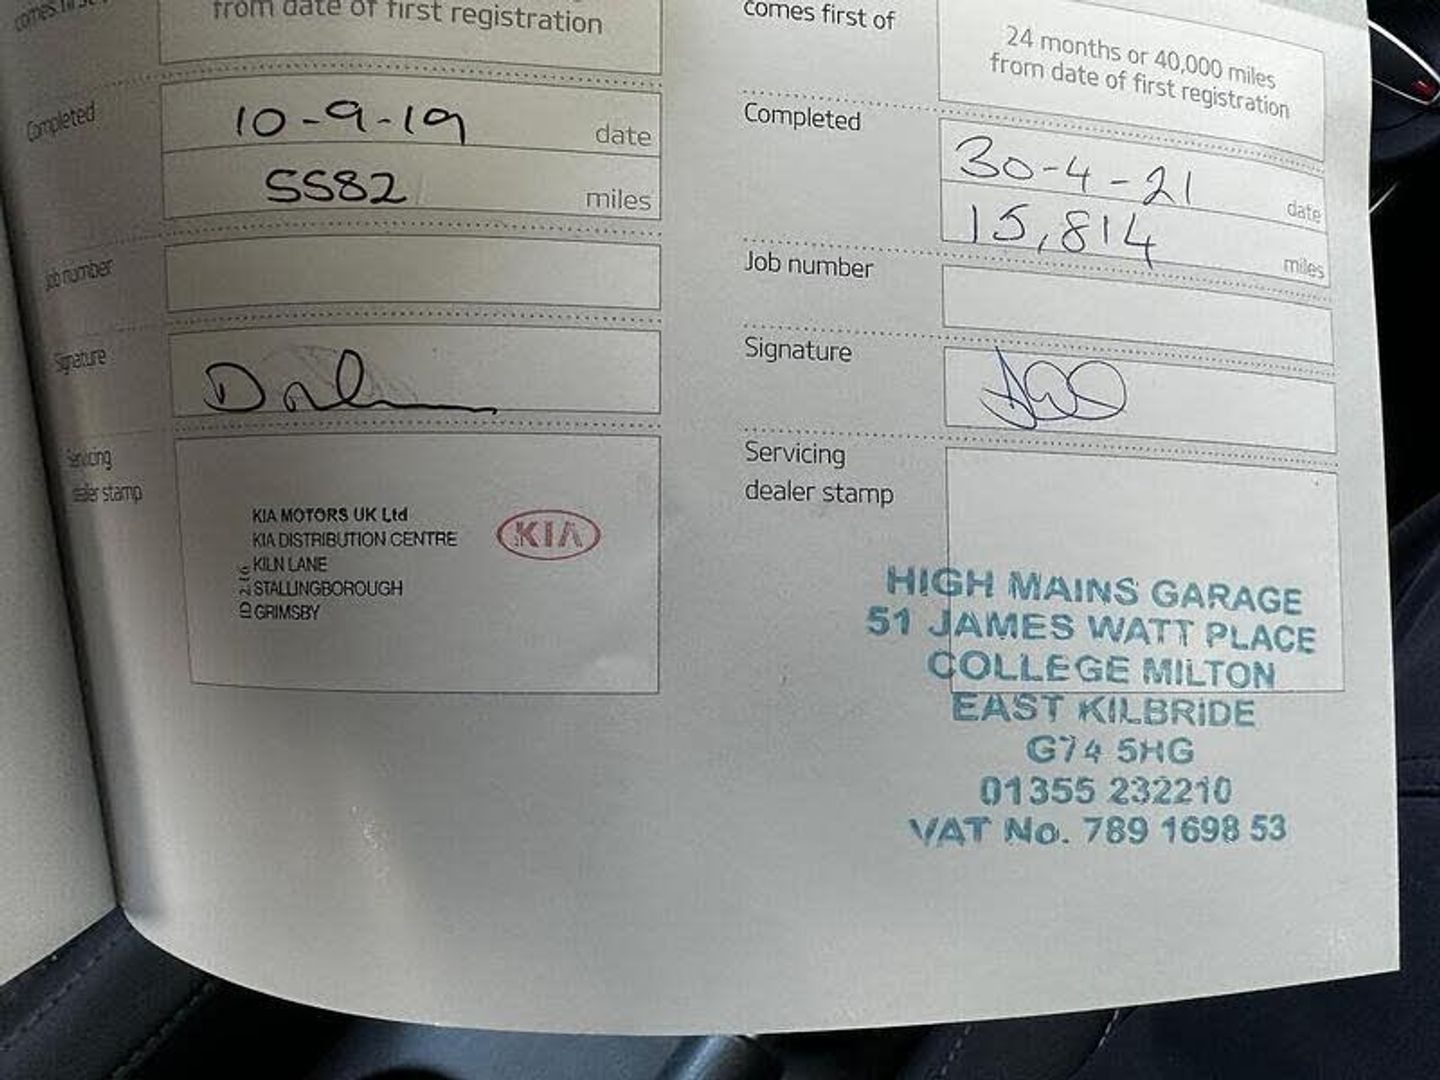 from date of first registration
Completed
10-9-19
date
5582
miles
Job number
Signature
Servicing
dealer stamp
KIA MOTORS UK Ltd
KIA DISTRIBUTION CENTRE
KILN LANE
STALLINGBOROUGH
GRIMSBY
KIA
comes first of
24 months or 40,000 miles
from date of first registration
Completed
30-4-21
date
15,814
miles
Job number
Signature
Servicing
dealer stamp
HIGH MAINS GARAGE
51 JAMES WATT PLACE
COLLEGE MILTON
EAST KILBRIDE
G74 5HG
01355 232210
VAT No. 789 1698 53